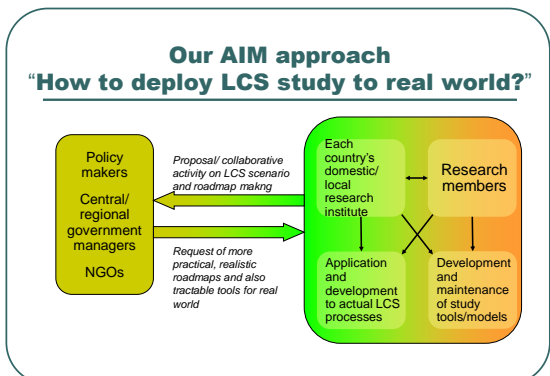 Our AIM approach
“How to deploy LCS study to real world?”
Policy
makers
Central/
regional
government
managers
NGOs
Proposal/ collaborative
activity on LCS scenario
and roadmap makng
Request of more
practical, realistic
roadmaps and also
tractable tools for real
world
Each
country’s
domestic/
local
research
institute
Research
members
Application
and
development
to actual LCS
processes
Development
and
maintenance
of study
tools/models